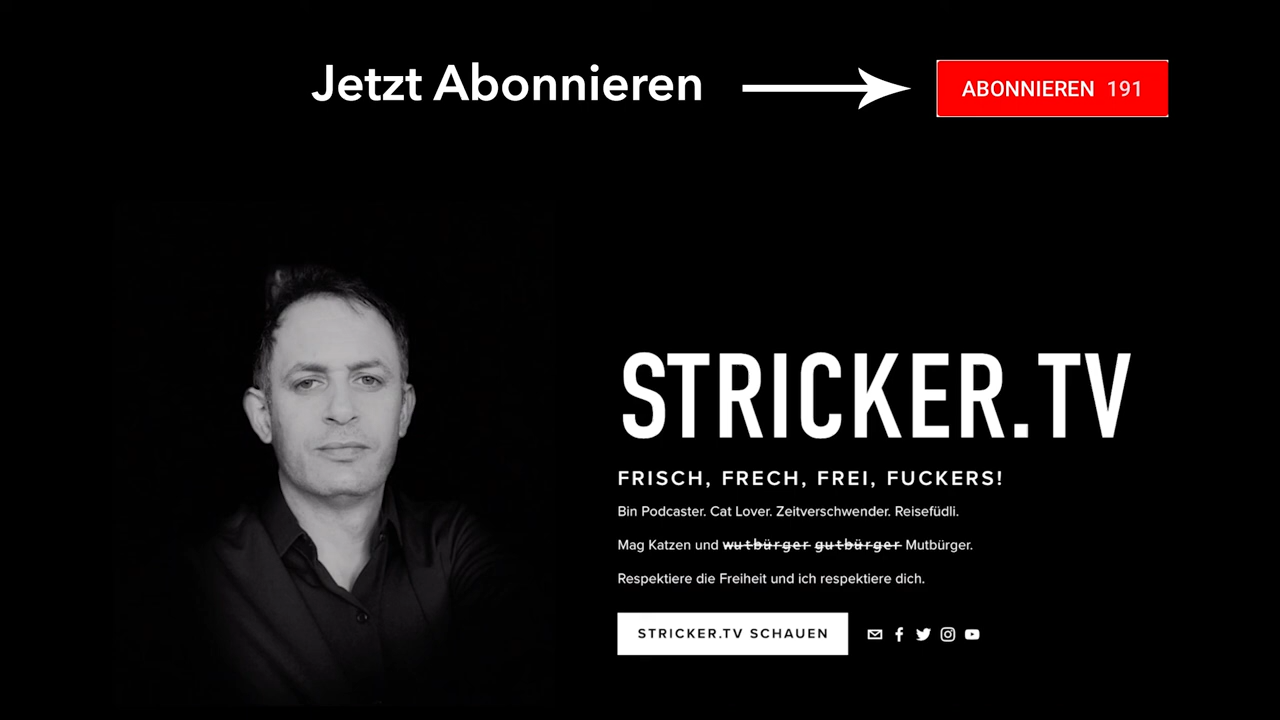 Jetzt Abonnieren
ABONNIEREN 191
STRICKER.TV
FRISCH, FRECH, FREI, FUCKERS!
Bin Podcaster. Cat Lover. Zeitverschwender. Reisefüdli.
Mag Katzen und wutbürger gutbürger Mutbürger.
Respektiere die Freiheit und ich respektiere dich.
STRICKER.TV SCHAUEN